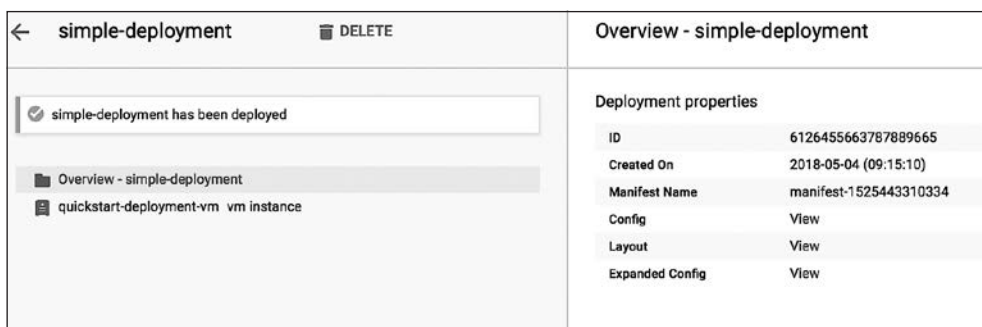 simple-deployment DELETE
simple-deployment has been deployed
Overview - simple-deployment
quickstart-deployment-vm vm instance
Overview - simple-deployment
Deployment properties
ID 6126455663787889665
Created On 2018-05-04 (09:15:10)
Manifest Name manifest-1525443310334
Config View
Layout View
Expanded Config View